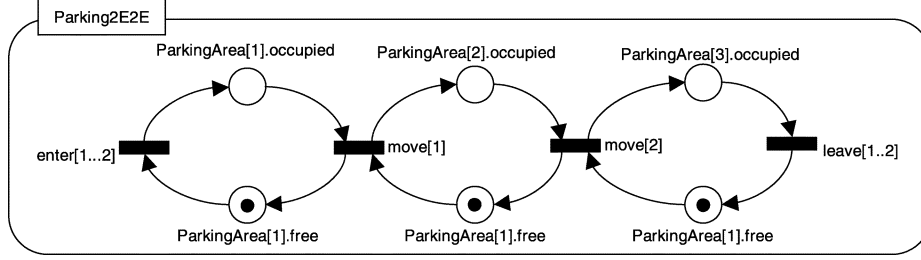 Parking2E2E
ParkingArea[1].occupied
ParkingArea[2].occupied
ParkingArea[3].occupied
enter[1...2]
move[1]
move[2]
leave[1..2]
ParkingArea[1].free
ParkingArea[1].free
ParkingArea[1].free